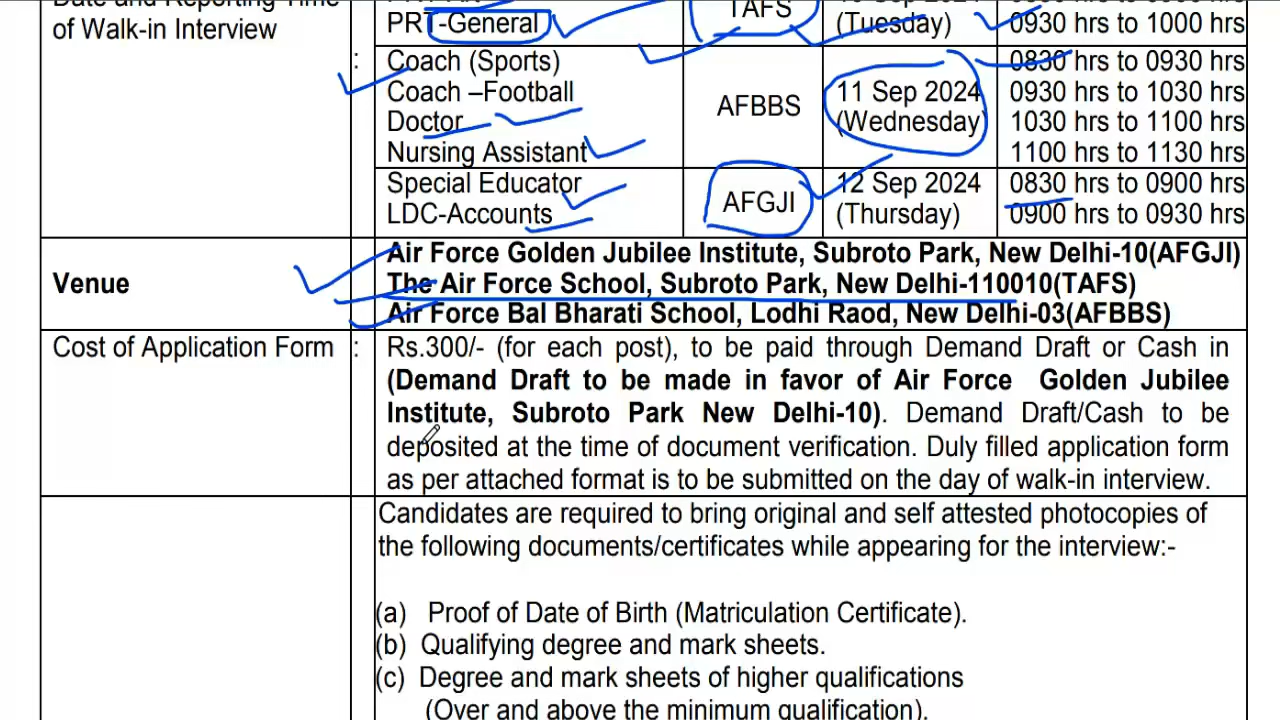 Date and Reporting Time
of Walk-in Interview
PRT-General
TAFS
(Tuesday)
0930 hrs to 1000 hrs
:
Coach (Sports)
Coach –Football
Doctor
Nursing Assistant
AFBBS
11 Sep 2024
(Wednesday)
0830 hrs to 0930 hrs
0930 hrs to 1030 hrs
1030 hrs to 1100 hrs
1100 hrs to 1130 hrs
Special Educator
LDC-Accounts
AFGJI
12 Sep 2024
(Thursday)
0830 hrs to 0900 hrs
0900 hrs to 0930 hrs
Venue
Air Force Golden Jubilee Institute, Subroto Park, New Delhi-10(AFGJI)
The Air Force School, Subroto Park, New Delhi-110010(TAFS)
Air Force Bal Bharati School, Lodhi Raod, New Delhi-03(AFBBS)
Cost of Application Form :
Rs.300/- (for each post), to be paid through Demand Draft or Cash in
(Demand Draft to be made in favor of Air Force Golden Jubilee
Institute, Subroto Park New Delhi-10). Demand Draft/Cash to be
deposited at the time of document verification. Duly filled application form
as per attached format is to be submitted on the day of walk-in interview.
Candidates are required to bring original and self attested photocopies of
the following documents/certificates while appearing for the interview:-
(a) Proof of Date of Birth (Matriculation Certificate).
(b) Qualifying degree and mark sheets.
(c) Degree and mark sheets of higher qualifications
(Over and above the minimum qualification).